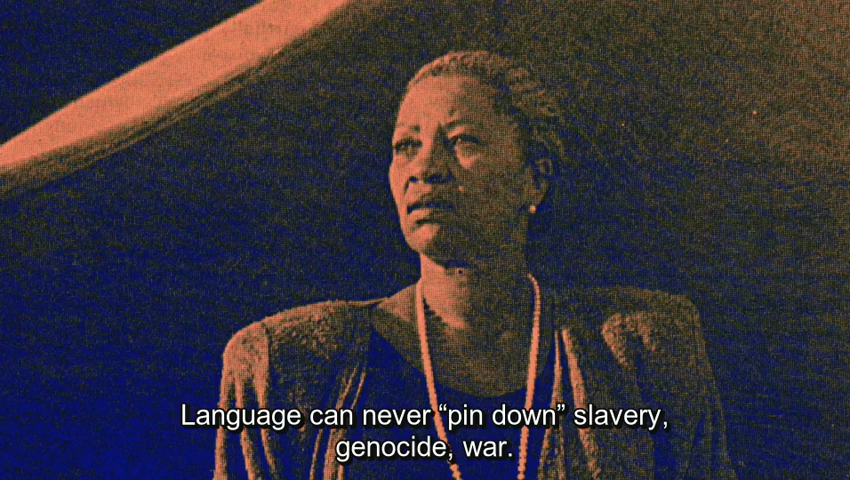 Language can never “pin down” slavery,
genocide, war.